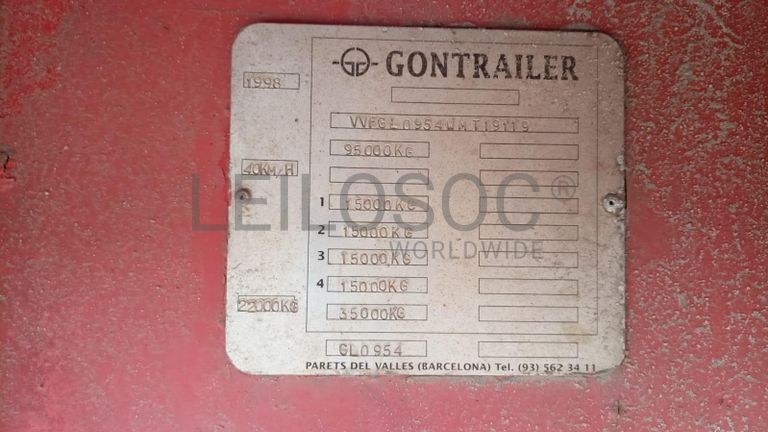 GONTRAILER
1998
VVFGL0954WMT19119
95000KG
40KM/H
1 15000KG
2 15000KG
3 15000KG
4 15000KG
22000KG 35000KG
GL0954
PARETS DEL VALLES (BARCELONA) Tel. (93) 562 34 11
LEILOSOC®
WORLDWIDE